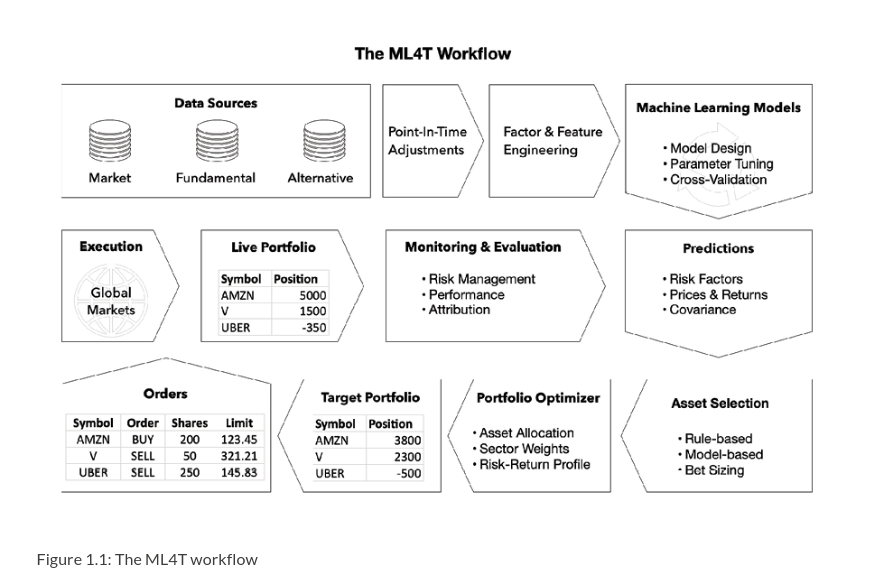 The ML4T Workflow
Data Sources
Market Fundamental Alternative
Point-In-Time
Adjustments
Factor & Feature
Engineering
Machine Learning Models
• Model Design
• Parameter Tuning
• Cross-Validation
Execution
Global
Markets
Live Portfolio
Symbol Position
AMZN 5000
V 1500
UBER -350
Monitoring & Evaluation
• Risk Management
• Performance
• Attribution
Predictions
• Risk Factors
• Prices & Returns
• Covariance
Orders
Symbol Order Shares Limit
AMZN BUY 200 123.45
V SELL 50 321.21
UBER SELL 250 145.83
Target Portfolio
Symbol Position
AMZN 3800
V 2300
UBER -500
Portfolio Optimizer
• Asset Allocation
• Sector Weights
• Risk-Return Profile
Asset Selection
• Rule-based
• Model-based
• Bet Sizing
Figure 1.1: The ML4T workflow